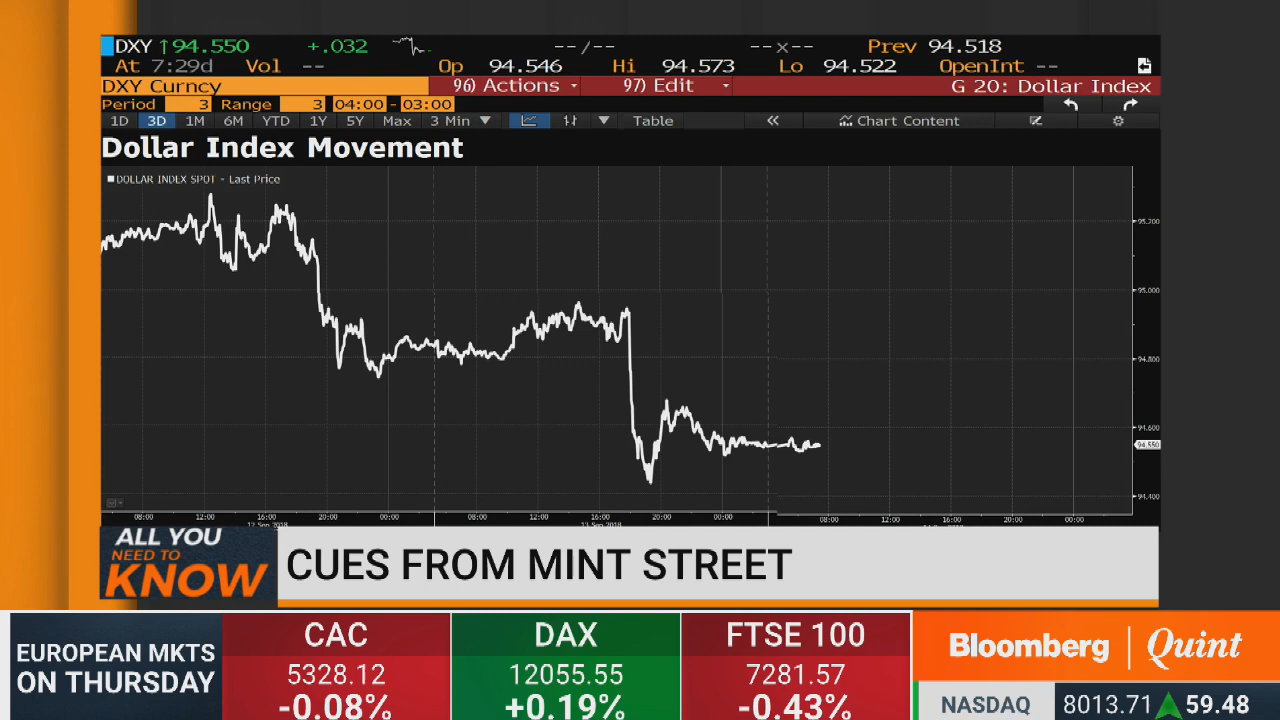 DXY ↑94.550 +.032 --/-- --x-- Prev 94.518
At 7:29d Vol -- Op 94.546 Hi 94.573 Lo 94.522 OpenInt --
DXY Curncy 96) Actions 97) Edit G 20: Dollar Index
Period 3 Range 3 04:00 - 03:00
1D 3D 1M 6M YTD 1Y 5Y Max 3 Min Table « Chart Content
Dollar Index Movement
DOLLAR INDEX SPOT - Last Price
95.200
95.000
94.800
94.600
94.550
94.400
08:00 12:00 16:00 20:00 00:00 08:00 12:00 16:00 20:00 00:00 08:00 12:00 16:00 20:00 00:00
12 Sep 2018 13 Sep 2018
ALL YOU
NEED TO
KNOW
CUES FROM MINT STREET
EUROPEAN MKTS
ON THURSDAY
CAC
5328.12
-0.08%
DAX
12055.55
+0.19%
FTSE 100
7281.57
-0.43%
Bloomberg | Quint
NASDAQ 8013.71 59.48